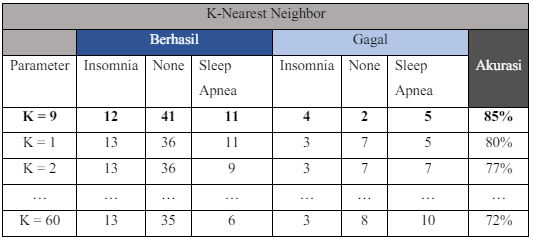 K-Nearest Neighbor
Berhasil Gagal Akurasi
Parameter Insomnia None Sleep Apnea Insomnia None Sleep Apnea
K = 9 12 41 11 4 2 5 85%
K = 1 13 36 11 3 7 5 80%
K = 2 13 36 9 3 7 7 77%
… … … … … … … …
K = 60 13 35 6 3 8 10 72%